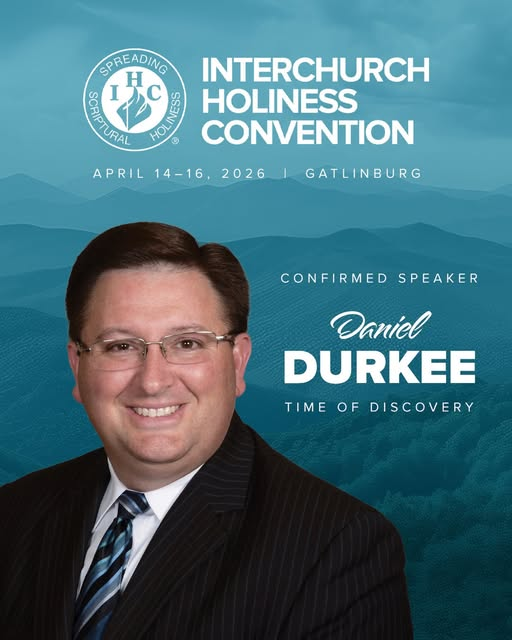 SPREADING
IHC
SCRIPTURAL HOLINESS
®
INTERCHURCH
HOLINESS
CONVENTION
APRIL 14–16, 2026 | GATLINBURG
CONFIRMED SPEAKER
Daniel
DURKEE
TIME OF DISCOVERY